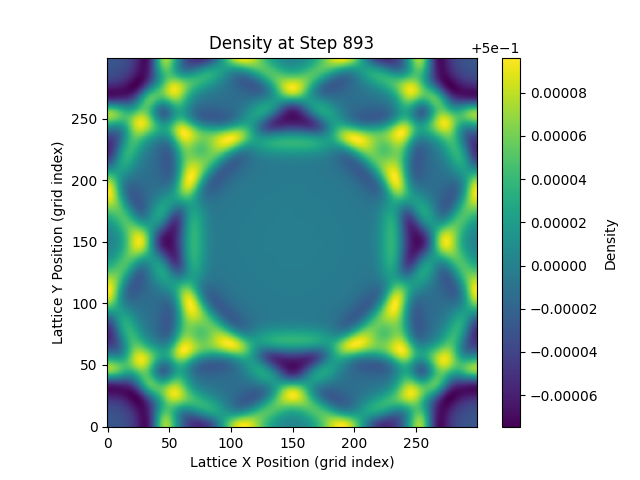 Density at Step 893
+5e−1
Lattice Y Position (grid index)
250
200
150
100
50
0
0 50 100 150 200 250
Lattice X Position (grid index)
0.00008
0.00006
0.00004
0.00002
0.00000
−0.00002
−0.00004
−0.00006
Density